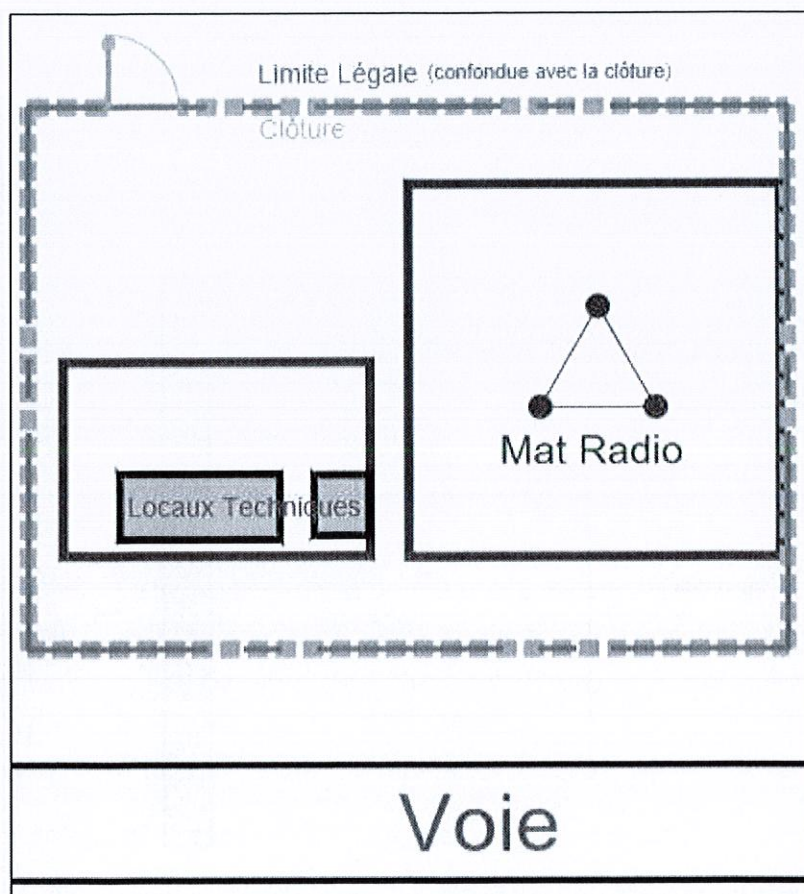 Limite Légale (confondue avec la clôture)
Clôture
Mat Radio
Locaux Techniques
Voie